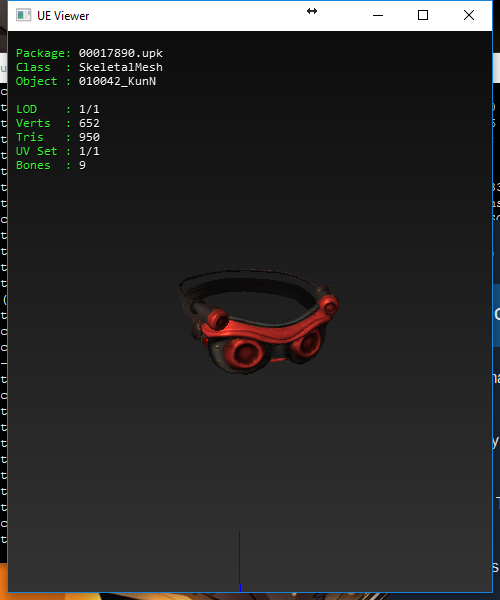 UE Viewer
Package: 00017890.upk
Class  : SkeletalMesh
Object : 010042_KunN
LOD    : 1/1
Verts  : 652
Tris   : 950
UV Set : 1/1
Bones  : 9